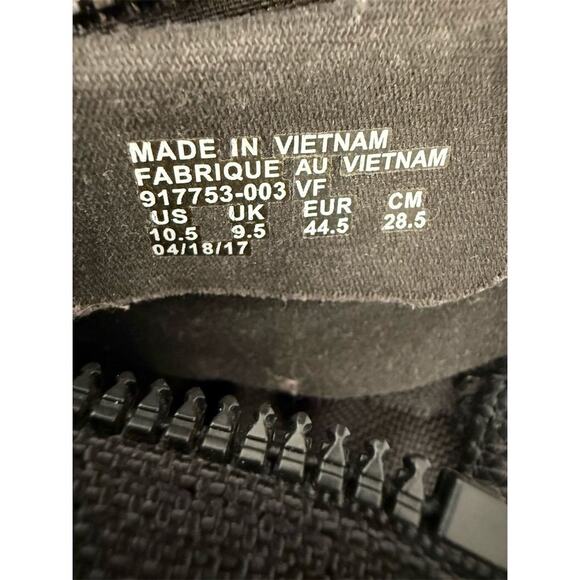 MADE IN VIETNAM
FABRIQUE AU VIETNAM
917753-003 VF
US UK EUR CM
10.5 9.5 44.5 28.5
04/18/17